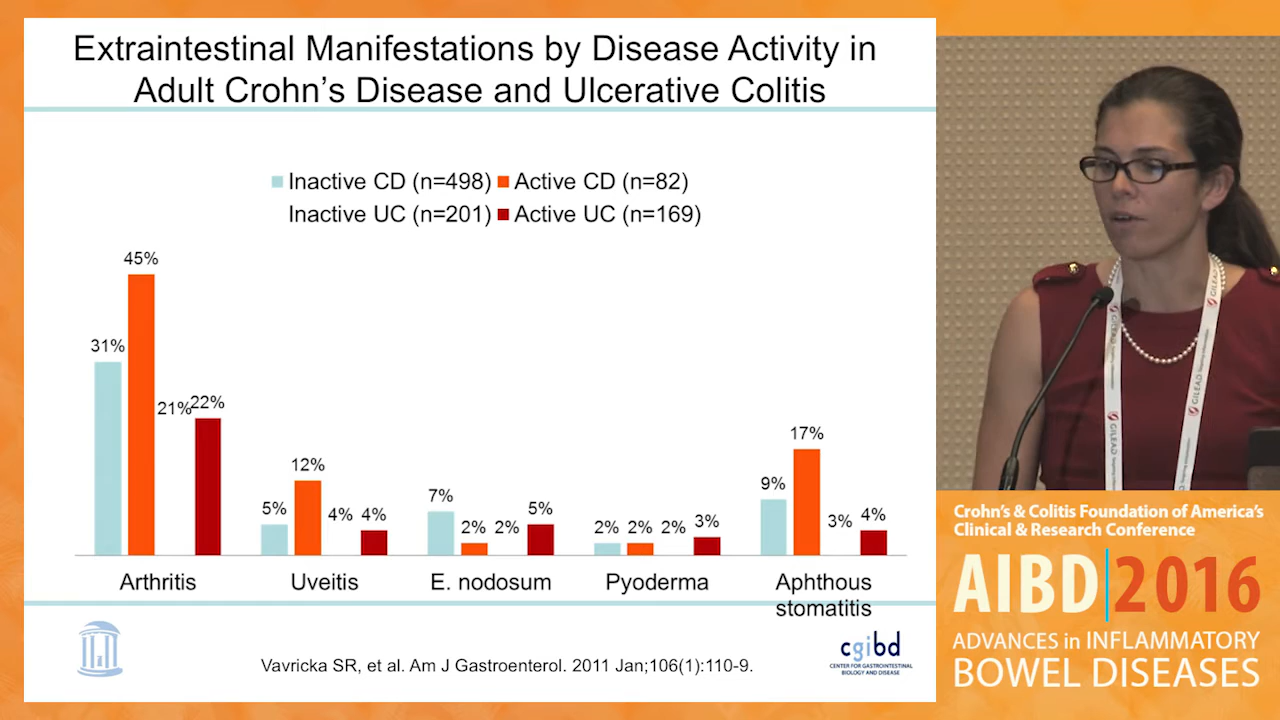 Extraintestinal Manifestations by Disease Activity in
Adult Crohn's Disease and Ulcerative Colitis
Inactive CD (n=498) Active CD (n=82)
Inactive UC (n=201) Active UC (n=169)
31% 45% 21% 22%
5% 12% 4% 4%
7% 2% 2% 5%
2% 2% 2% 3%
9% 17% 3% 4%
Arthritis Uveitis E. nodosum Pyoderma Aphthous
stomatitis
Vavricka SR, et al. Am J Gastroenterol. 2011 Jan;106(1):110-9.
cgibd
CENTER FOR GASTROINTESTINAL
BIOLOGY AND DISEASE
GILEAD
GILEAD
GILEAD
GILEAD
Crohn's & Colitis Foundation of America's
Clinical & Research Conference
AIBD 2016
ADVANCES in INFLAMMATORY
BOWEL DISEASES